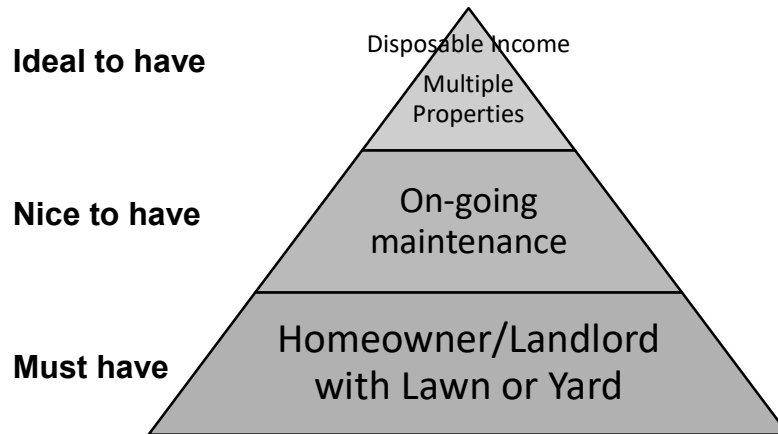 Ideal to have
Disposable Income
Multiple
Properties
Nice to have
On-going
maintenance
Must have
Homeowner/Landlord
with Lawn or Yard